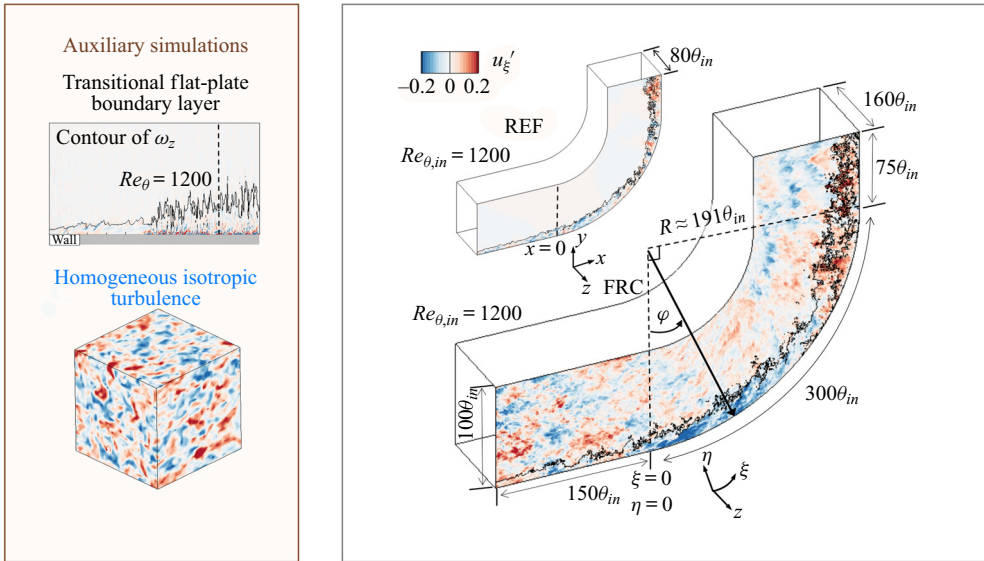 Auxiliary simulations
Transitional flat-plate
boundary layer
Contour of ω_z
Re_θ = 1200
Wall
Homogeneous isotropic
turbulence
u_ξ′
−0.2 0 0.2
80θ_in
REF
Re_θ,in = 1200
x = 0
y
x
z
160θ_in
75θ_in
R ≈ 191θ_in
FRC
Re_θ,in = 1200
φ
100θ_in
300θ_in
150θ_in
ξ = 0
η = 0
η
ξ
z